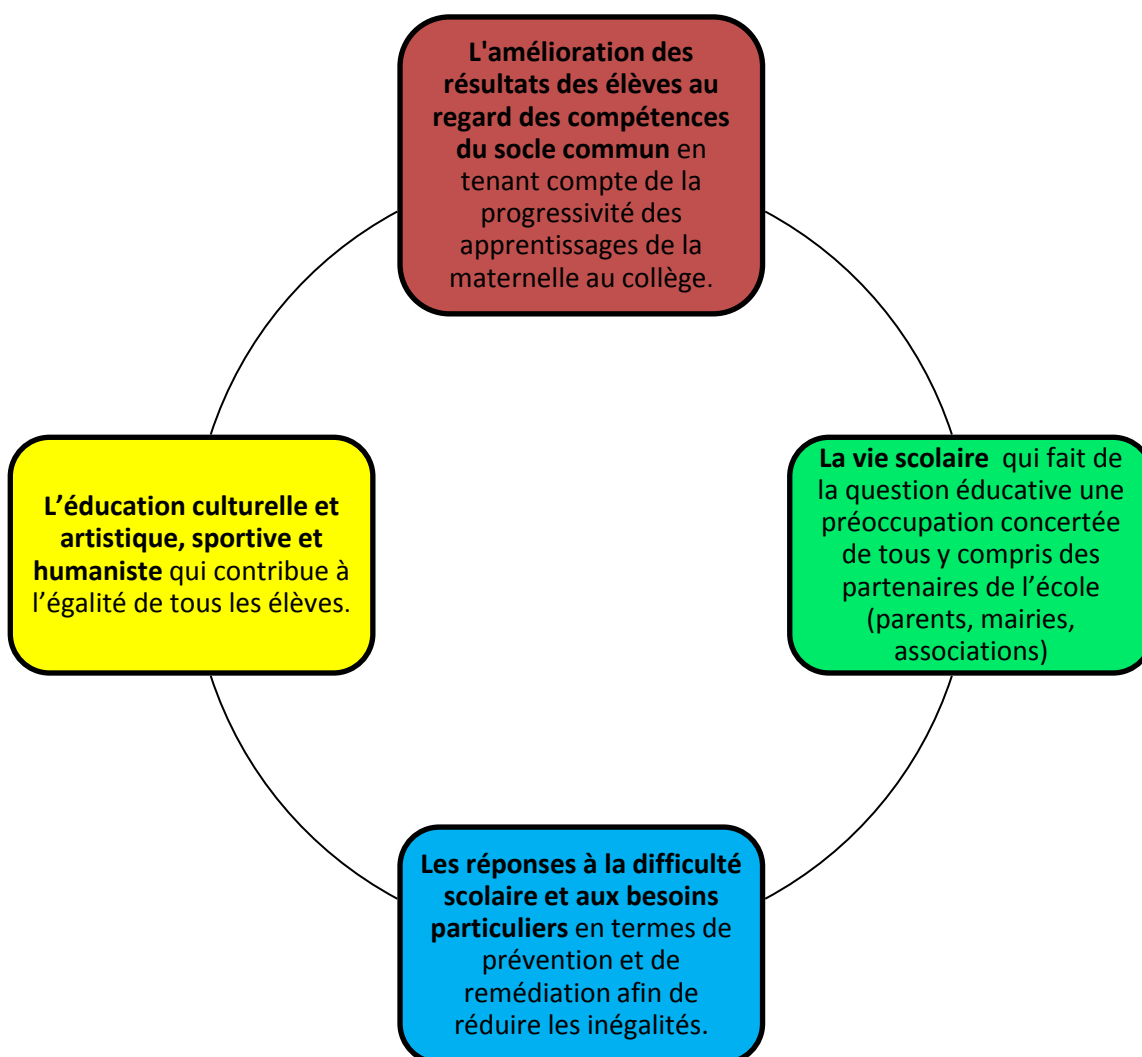 L'amélioration des
résultats des élèves au
regard des compétences
du socle commun en
tenant compte de la
progressivité des
apprentissages de la
maternelle au collège.
La vie scolaire  qui fait de
la question éducative une
préoccupation concertée
de tous y compris des
partenaires de l’école
(parents, mairies,
associations)
Les réponses à la difficulté
scolaire et aux besoins
particuliers en termes de
prévention et de
remédiation afin de
réduire les inégalités.
L’éducation culturelle et
artistique, sportive et
humaniste qui contribue à
l’égalité de tous les élèves.